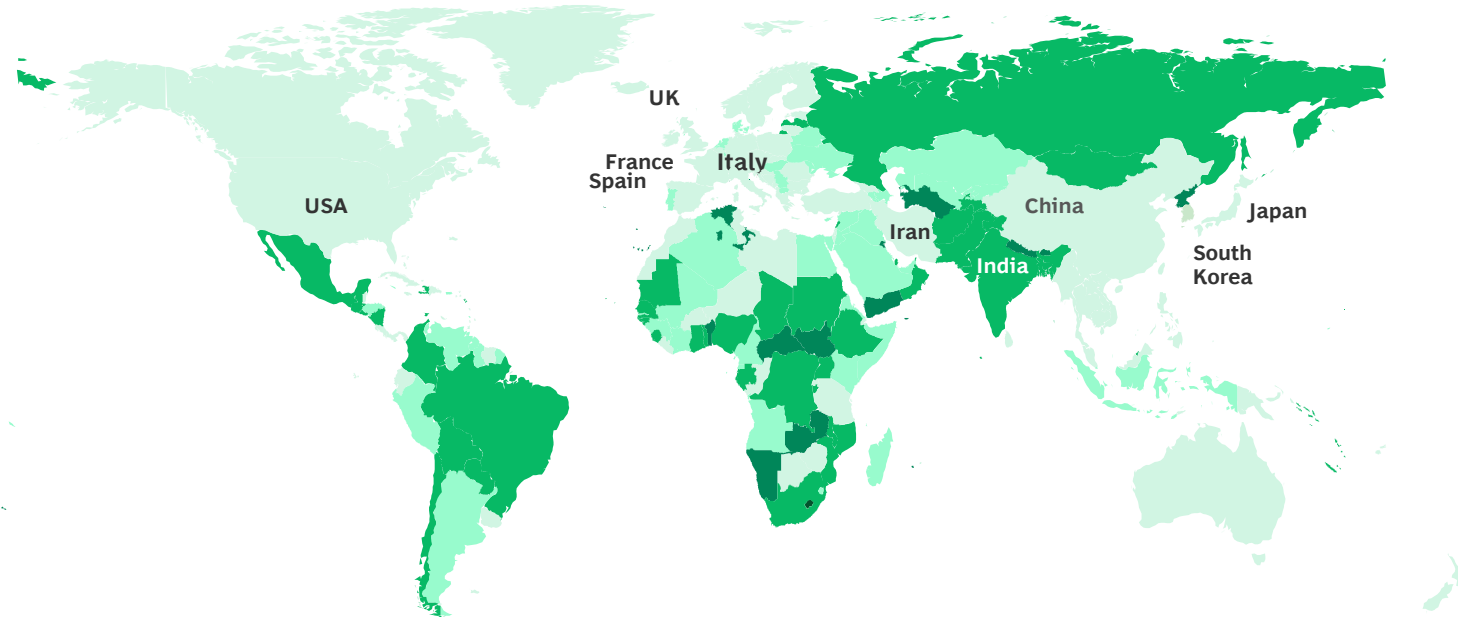 UK
France
Italy
Spain
USA
China
Japan
Iran
South
Korea
India